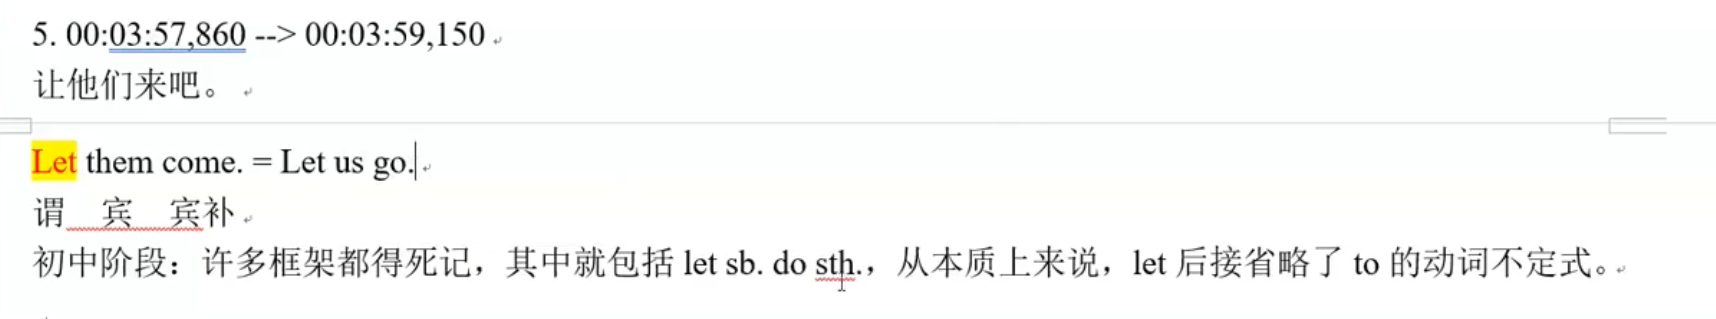 5. 00:03:57,860 --> 00:03:59,150
让他们来吧。
Let them come. = Let us go.
谓 宾 宾补
初中阶段：许多框架都得死记，其中就包括 let sb. do sth.，从本质上来说，let 后接省略了 to 的动词不定式。